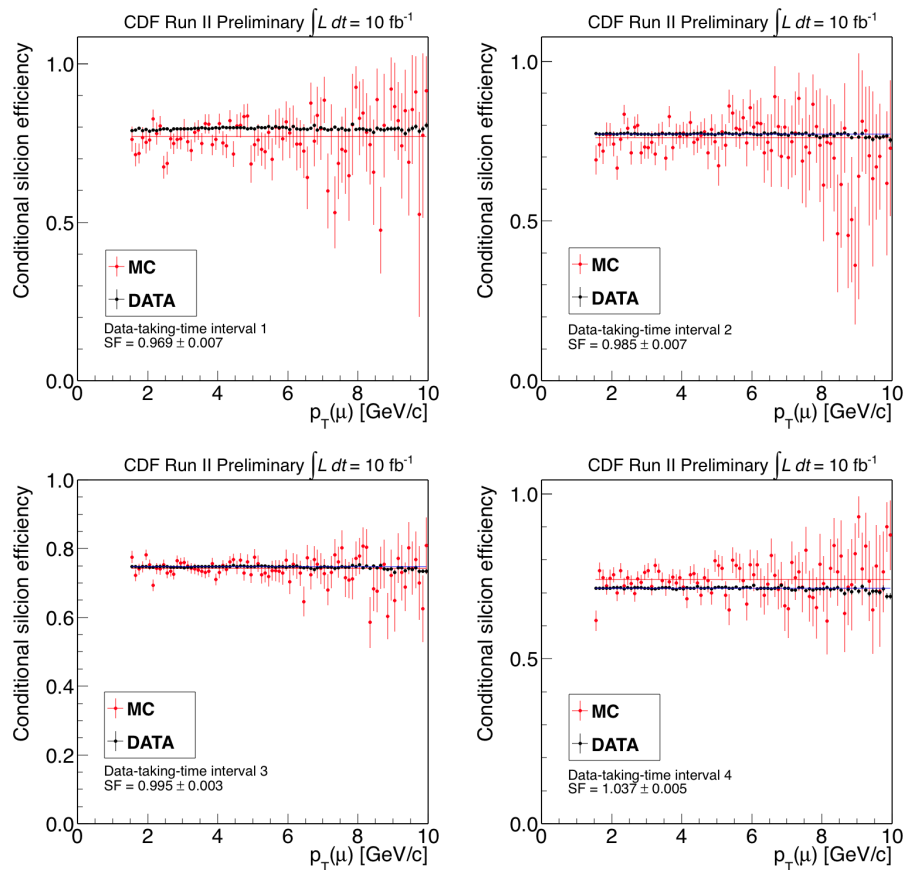 CDF Run II Preliminary ∫L dt = 10 fb⁻¹
Conditional silcion efficiency
1.0
0.5
0.0
MC
DATA
Data-taking-time interval 1
SF = 0.969 ± 0.007
0 2 4 6 8 10
p_T(μ) [GeV/c]
CDF Run II Preliminary ∫L dt = 10 fb⁻¹
Conditional silcion efficiency
1.0
0.5
0.0
MC
DATA
Data-taking-time interval 2
SF = 0.985 ± 0.007
0 2 4 6 8 10
p_T(μ) [GeV/c]
CDF Run II Preliminary ∫L dt = 10 fb⁻¹
Conditional silcion efficiency
1.0
0.8
0.6
0.4
0.2
0.0
MC
DATA
Data-taking-time interval 3
SF = 0.995 ± 0.003
0 2 4 6 8 10
p_T(μ) [GeV/c]
CDF Run II Preliminary ∫L dt = 10 fb⁻¹
Conditional silcion efficiency
1.0
0.5
0.0
MC
DATA
Data-taking-time interval 4
SF = 1.037 ± 0.005
0 2 4 6 8 10
p_T(μ) [GeV/c]